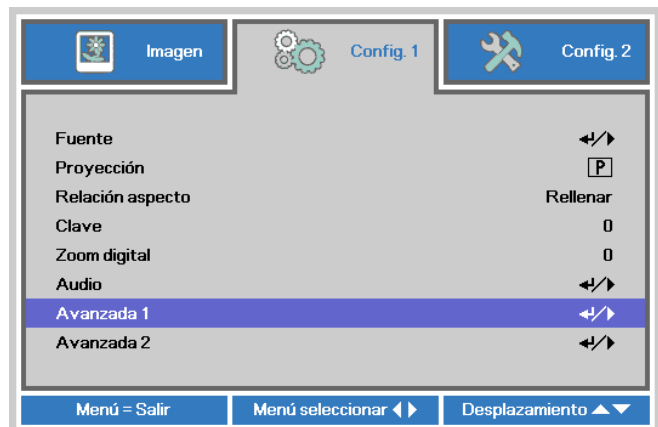 Imagen Config. 1 Config. 2
Fuente ↵/▶
Proyección P
Relación aspecto Rellenar
Clave 0
Zoom digital 0
Audio ↵/▶
Avanzada 1 ↵/▶
Avanzada 2 ↵/▶
Menú = Salir Menú seleccionar ◀▶ Desplazamiento ▲▼